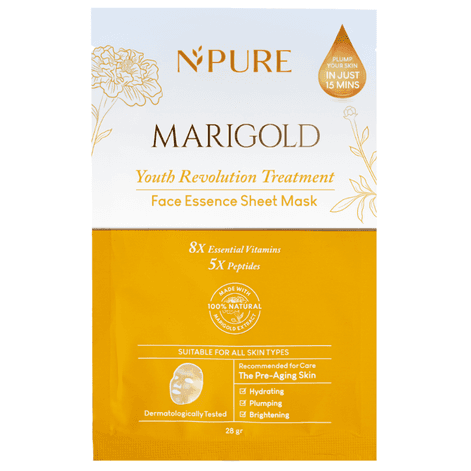 NPURE
PLUMP
YOUR SKIN
IN JUST
15 MINS
MARIGOLD
Youth Revolution Treatment
Face Essence Sheet Mask
8X Essential Vitamins
5X Peptides
MADE WITH
100% NATURAL
MARIGOLD EXTRACT
SUITABLE FOR ALL SKIN TYPES
Recommended for Care
The Pre-Aging Skin
Hydrating
Plumping
Brightening
Dermatologically Tested
28 gr